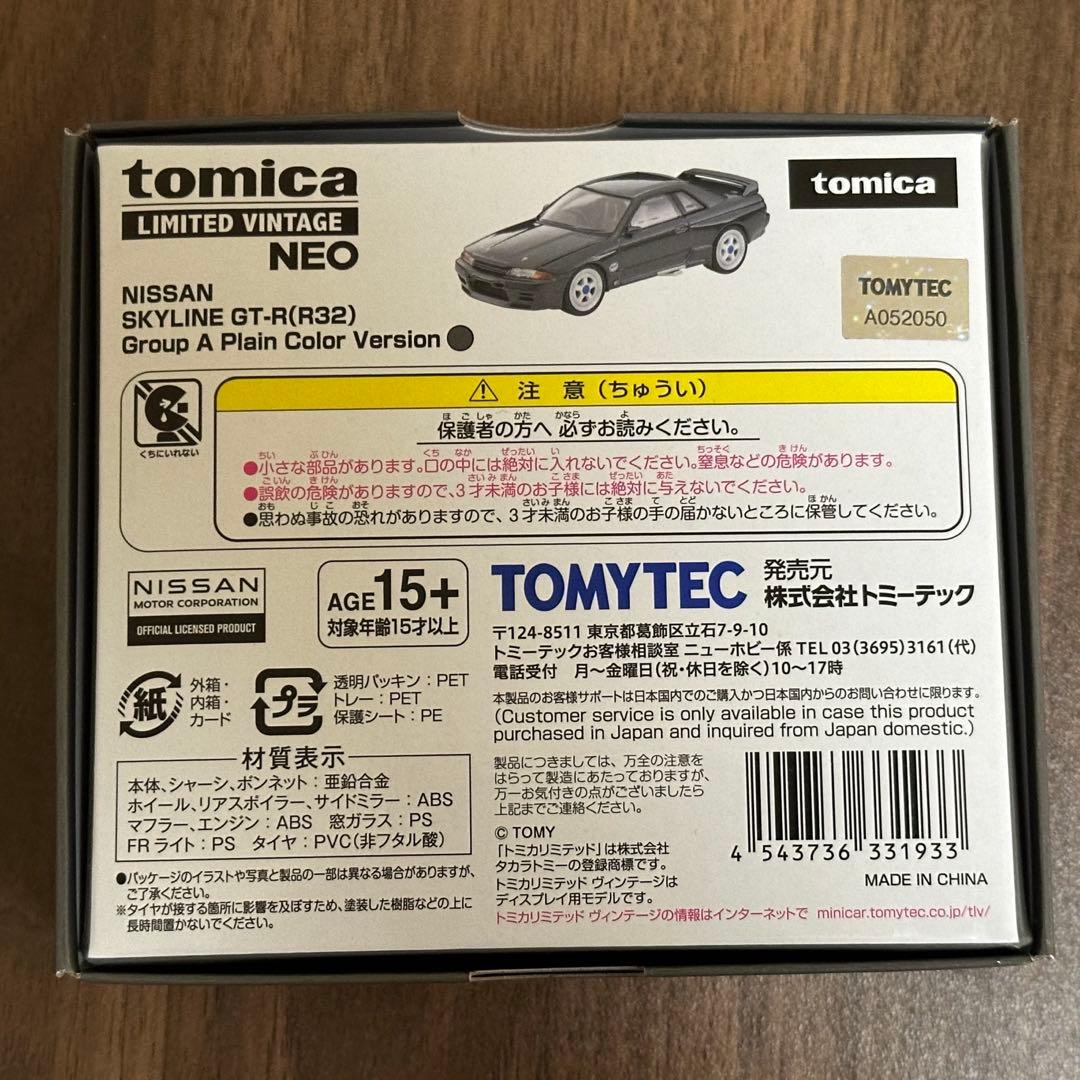 tomica
LIMITED VINTAGE
NEO
tomica
TOMYTEC
A052050
NISSAN
SKYLINE GT-R(R32)
Group A Plain Color Version
くちにいれない
注 意 (ちゅうい)
保護者の方へ 必ずお読みください。
●小さな部品があります。口の中には絶対に入れないでください。窒息などの危険があります。
●誤飲の危険がありますので、3才未満のお子様には絶対に与えないでください。
●思わぬ事故の恐れがありますので、3才未満のお子様の手の届かないところに保管してください。
NISSAN
MOTOR CORPORATION
OFFICIAL LICENSED PRODUCT
AGE15+
対象年齢15才以上
紙
外箱・
内箱・
カード
プラ
透明パッキン:PET
トレー:PET
保護シート:PE
材質表示
本体、シャーシ、ボンネット:亜鉛合金
ホイール、リアスポイラー、サイドミラー:ABS
マフラー、エンジン:ABS 窓ガラス:PS
FRライト:PS タイヤ:PVC(非フタル酸)
●パッケージのイラストや写真と製品の一部は異なる場合がありますが、
ご了承ください。
※タイヤが接する箇所に影響を及ぼすため、塗装した樹脂などの上に
長時間置かないでください。
TOMYTEC
発売元
株式会社トミーテック
〒124-8511 東京都葛飾区立石7-9-10
トミーテックお客様相談室 ニューホビー係 TEL 03(3695)3161(代)
電話受付 月〜金曜日(祝・休日を除く)10〜17時
本製品のお客様サポートは日本国内でのご購入かつ日本国内からのお問い合わせに限ります。
(Customer service is only available in case this product
purchased in Japan and inquired from Japan domestic.)
製品につきましては、万全の注意を
はらって製造にあたっておりますが、
万一お気付きの点がございましたら
上記までご連絡ください。
© TOMY
「トミカリミテッド」は株式会社
タカラトミーの登録商標です。
トミカリミテッド ヴィンテージは
ディスプレイ用モデルです。
トミカリミテッド ヴィンテージの情報はインターネットで minicar.tomytec.co.jp/tlv/
4 543736 331933
MADE IN CHINA